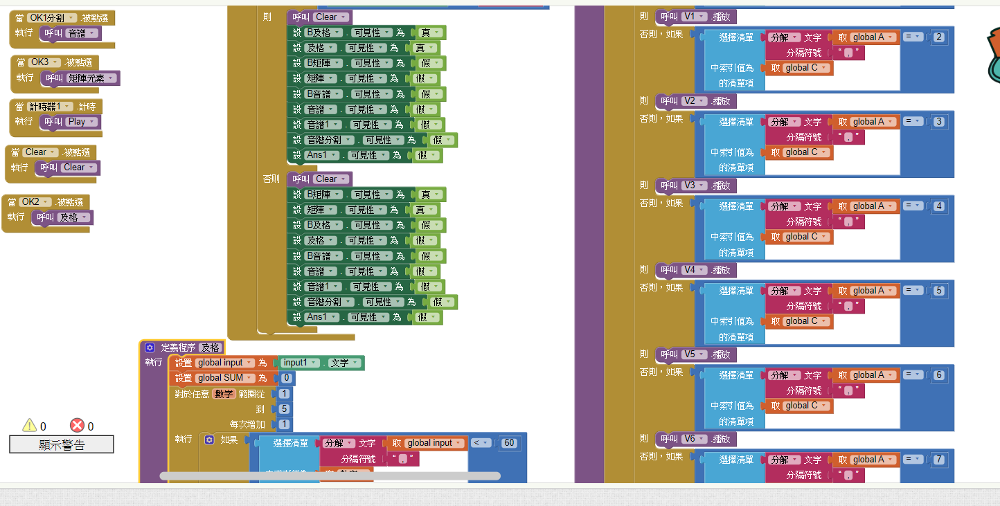 當 OK1分割 .被點選
執行 呼叫 音譜
當 OK3 .被點選
執行 呼叫 矩陣元素
當 計時器1 .計時
執行 呼叫 Play
當 Clear .被點選
執行 呼叫 Clear
當 OK2 .被點選
執行 呼叫 及格
0 0
顯示警告
則 呼叫 Clear
設 B及格 . 可見性 為 真
設 及格 . 可見性 為 真
設 B矩陣 . 可見性 為 假
設 矩陣 . 可見性 為 假
設 B音譜 . 可見性 為 假
設 音譜 . 可見性 為 假
設 音譜1 . 可見性 為 假
設 音階分割 . 可見性 為 假
設 Ans1 . 可見性 為 假
否則 呼叫 Clear
設 B矩陣 . 可見性 為 真
設 矩陣 . 可見性 為 真
設 B及格 . 可見性 為 假
設 及格 . 可見性 為 假
設 B音譜 . 可見性 為 假
設 音譜 . 可見性 為 假
設 音譜1 . 可見性 為 假
設 音階分割 . 可見性 為 假
設 Ans1 . 可見性 為 假
定義程序 及格
執行 設置 global input 為 input1 . 文字
設置 global SUM 為 0
對於任意 數字 範圍從 1
到 5
每次增加 1
執行 如果 選擇清單 分解 文字 取 global input < 60
分隔符號 “ , ”
則 呼叫 V1 .播放
否則，如果 選擇清單 分解 文字 取 global A = 2
分隔符號 “ , ”
中索引值為 取 global C
的清單項
則 呼叫 V2 .播放
否則，如果 選擇清單 分解 文字 取 global A = 3
分隔符號 “ , ”
中索引值為 取 global C
的清單項
則 呼叫 V3 .播放
否則，如果 選擇清單 分解 文字 取 global A = 4
分隔符號 “ , ”
中索引值為 取 global C
的清單項
則 呼叫 V4 .播放
否則，如果 選擇清單 分解 文字 取 global A = 5
分隔符號 “ , ”
中索引值為 取 global C
的清單項
則 呼叫 V5 .播放
否則，如果 選擇清單 分解 文字 取 global A = 6
分隔符號 “ , ”
中索引值為 取 global C
的清單項
則 呼叫 V6 .播放
否則，如果 選擇清單 分解 文字 取 global A = 7
分隔符號 “ , ”